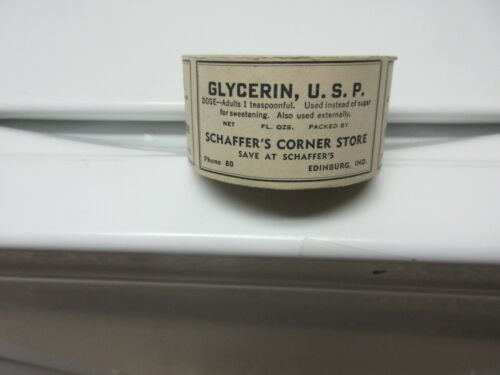 GLYCERIN, U. S. P.
DOSE—Adults 1 teaspoonful. Used instead of sugar
for sweetening. Also used externally.
NET FL. OZS. PACKED BY
SCHAFFER'S CORNER STORE
SAVE AT SCHAFFER'S
Phone 80 EDINBURG, IND.